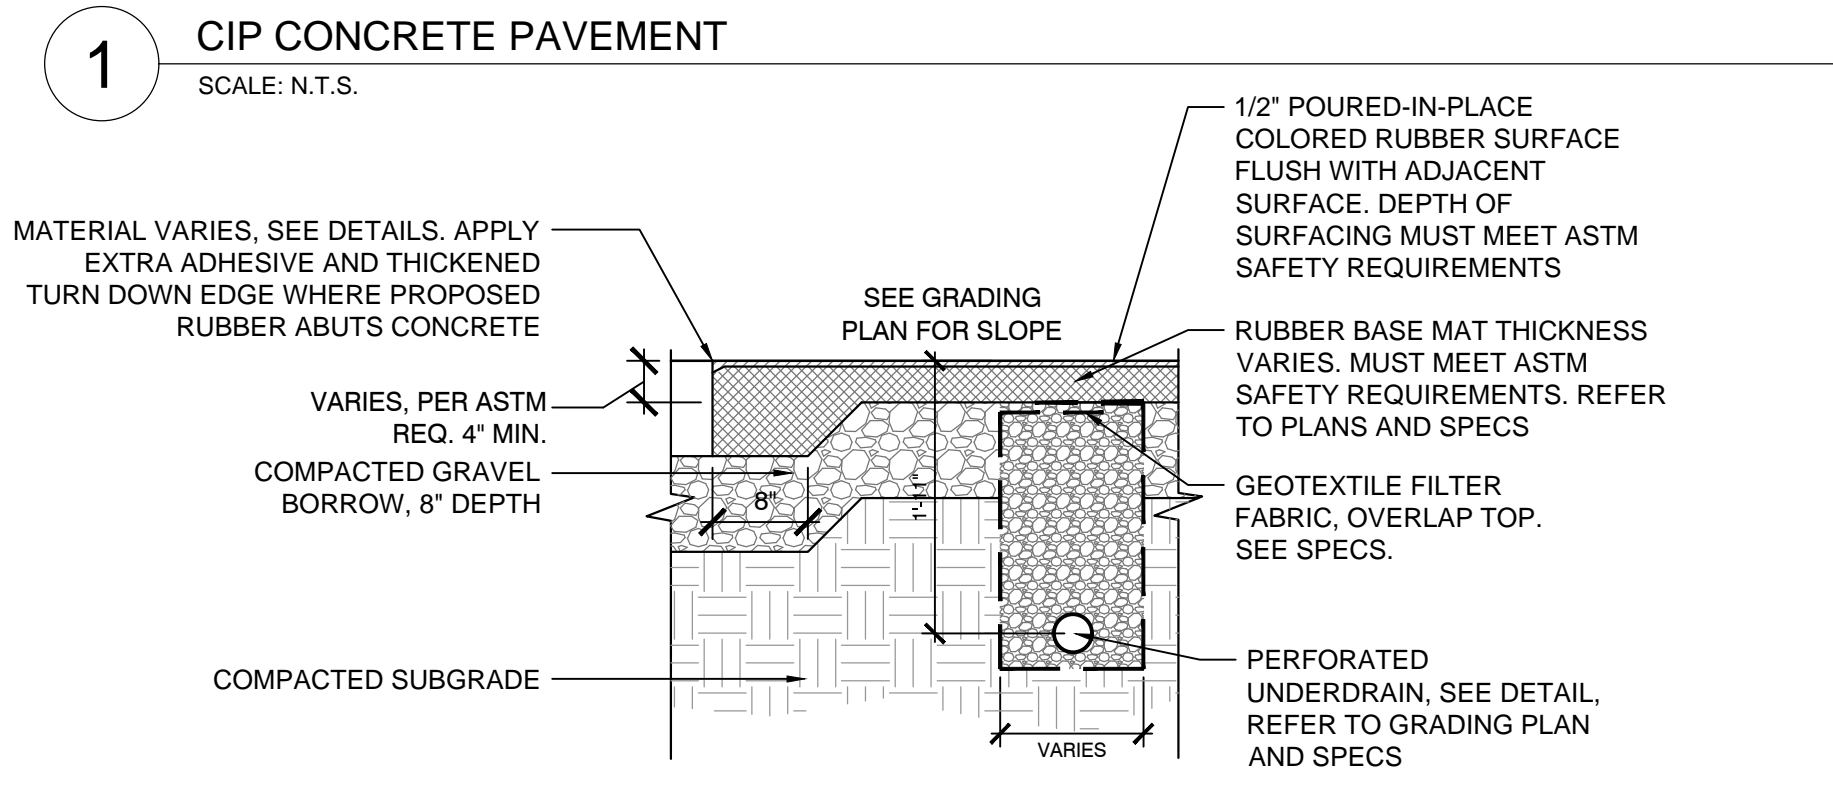 1
CIP CONCRETE PAVEMENT
SCALE: N.T.S.
MATERIAL VARIES, SEE DETAILS. APPLY
EXTRA ADHESIVE AND THICKENED
TURN DOWN EDGE WHERE PROPOSED
RUBBER ABUTS CONCRETE
VARIES, PER ASTM
REQ. 4" MIN.
COMPACTED GRAVEL
BORROW, 8" DEPTH
COMPACTED SUBGRADE
SEE GRADING
PLAN FOR SLOPE
8"
1'-11"
VARIES
1/2" POURED-IN-PLACE
COLORED RUBBER SURFACE
FLUSH WITH ADJACENT
SURFACE. DEPTH OF
SURFACING MUST MEET ASTM
SAFETY REQUIREMENTS
RUBBER BASE MAT THICKNESS
VARIES. MUST MEET ASTM
SAFETY REQUIREMENTS. REFER
TO PLANS AND SPECS
GEOTEXTILE FILTER
FABRIC, OVERLAP TOP.
SEE SPECS.
PERFORATED
UNDERDRAIN, SEE DETAIL,
REFER TO GRADING PLAN
AND SPECS